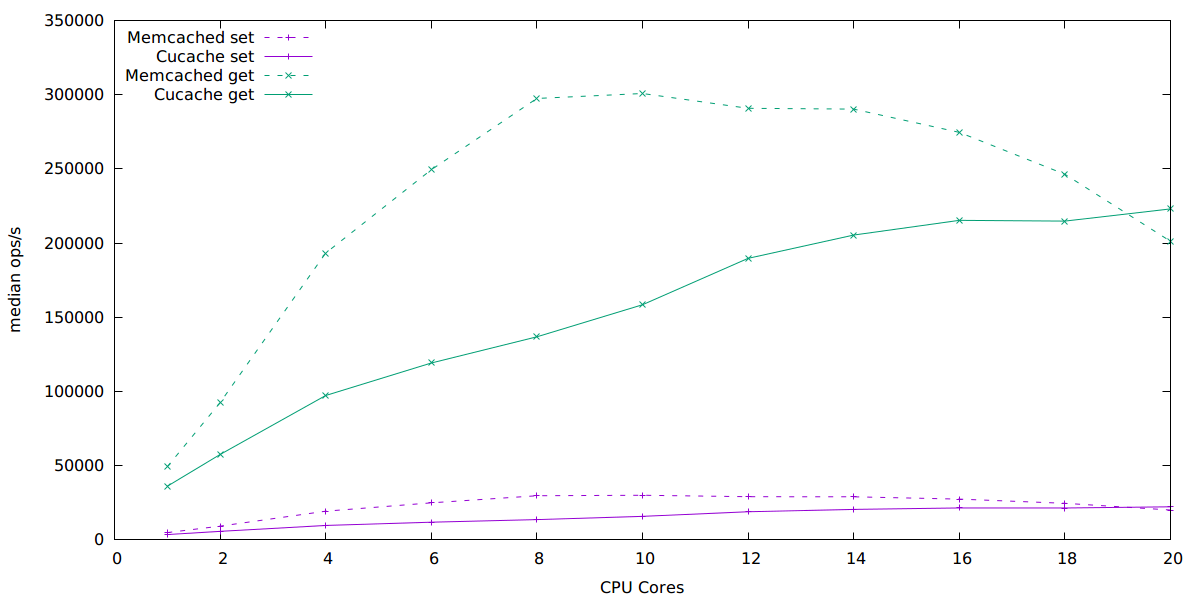 350000
300000
250000
200000
150000
100000
50000
0
median ops/s
Memcached set
Cucache set
Memcached get
Cucache get
0 2 4 6 8 10 12 14 16 18 20
CPU Cores